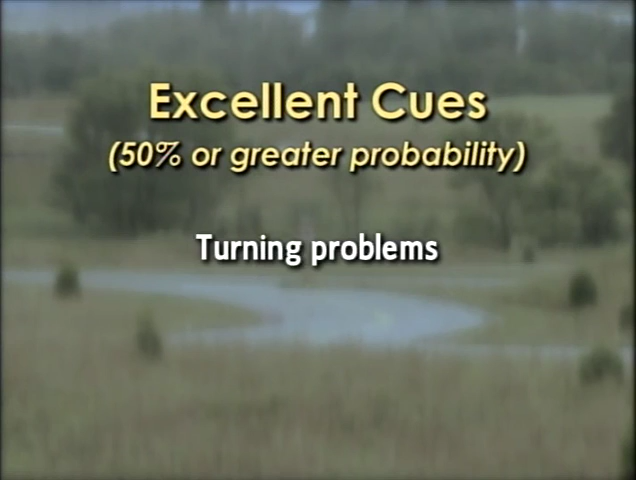 Excellent Cues
(50% or greater probability)
Turning problems